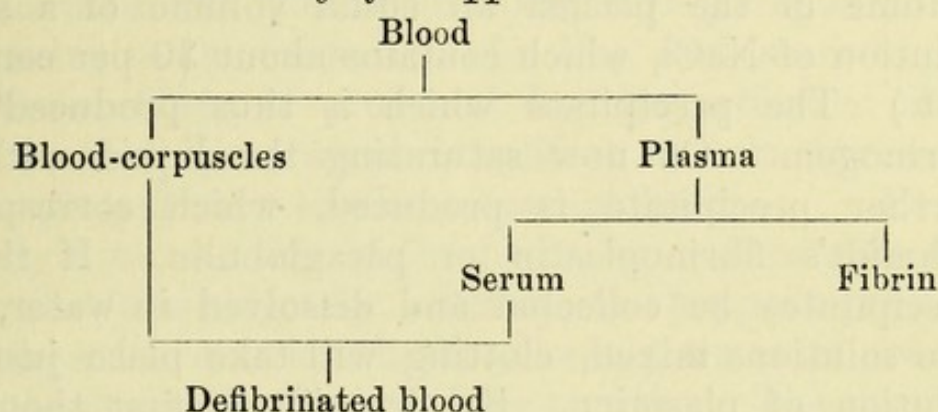 Blood
Blood-corpuscles Plasma
Serum Fibrin
Defibrinated blood